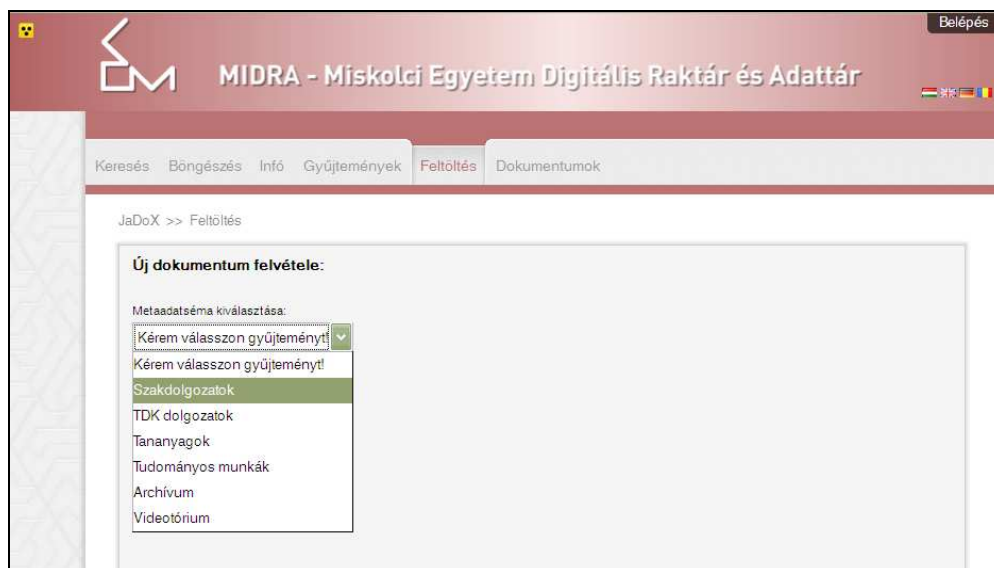 Belépés
MIDRA - Miskolci Egyetem Digitális Raktár és Adattár
Keresés Böngészés Infó Gyűjtemények Feltöltés Dokumentumok
JaDoX >> Feltöltés
Új dokumentum felvétele:
Metaadatséma kiválasztása:
Kérem válasszon gyűjteményt!
Kérem válasszon gyűjteményt!
Szakdolgozatok
TDK dolgozatok
Tananyagok
Tudományos munkák
Archívum
Videotórium